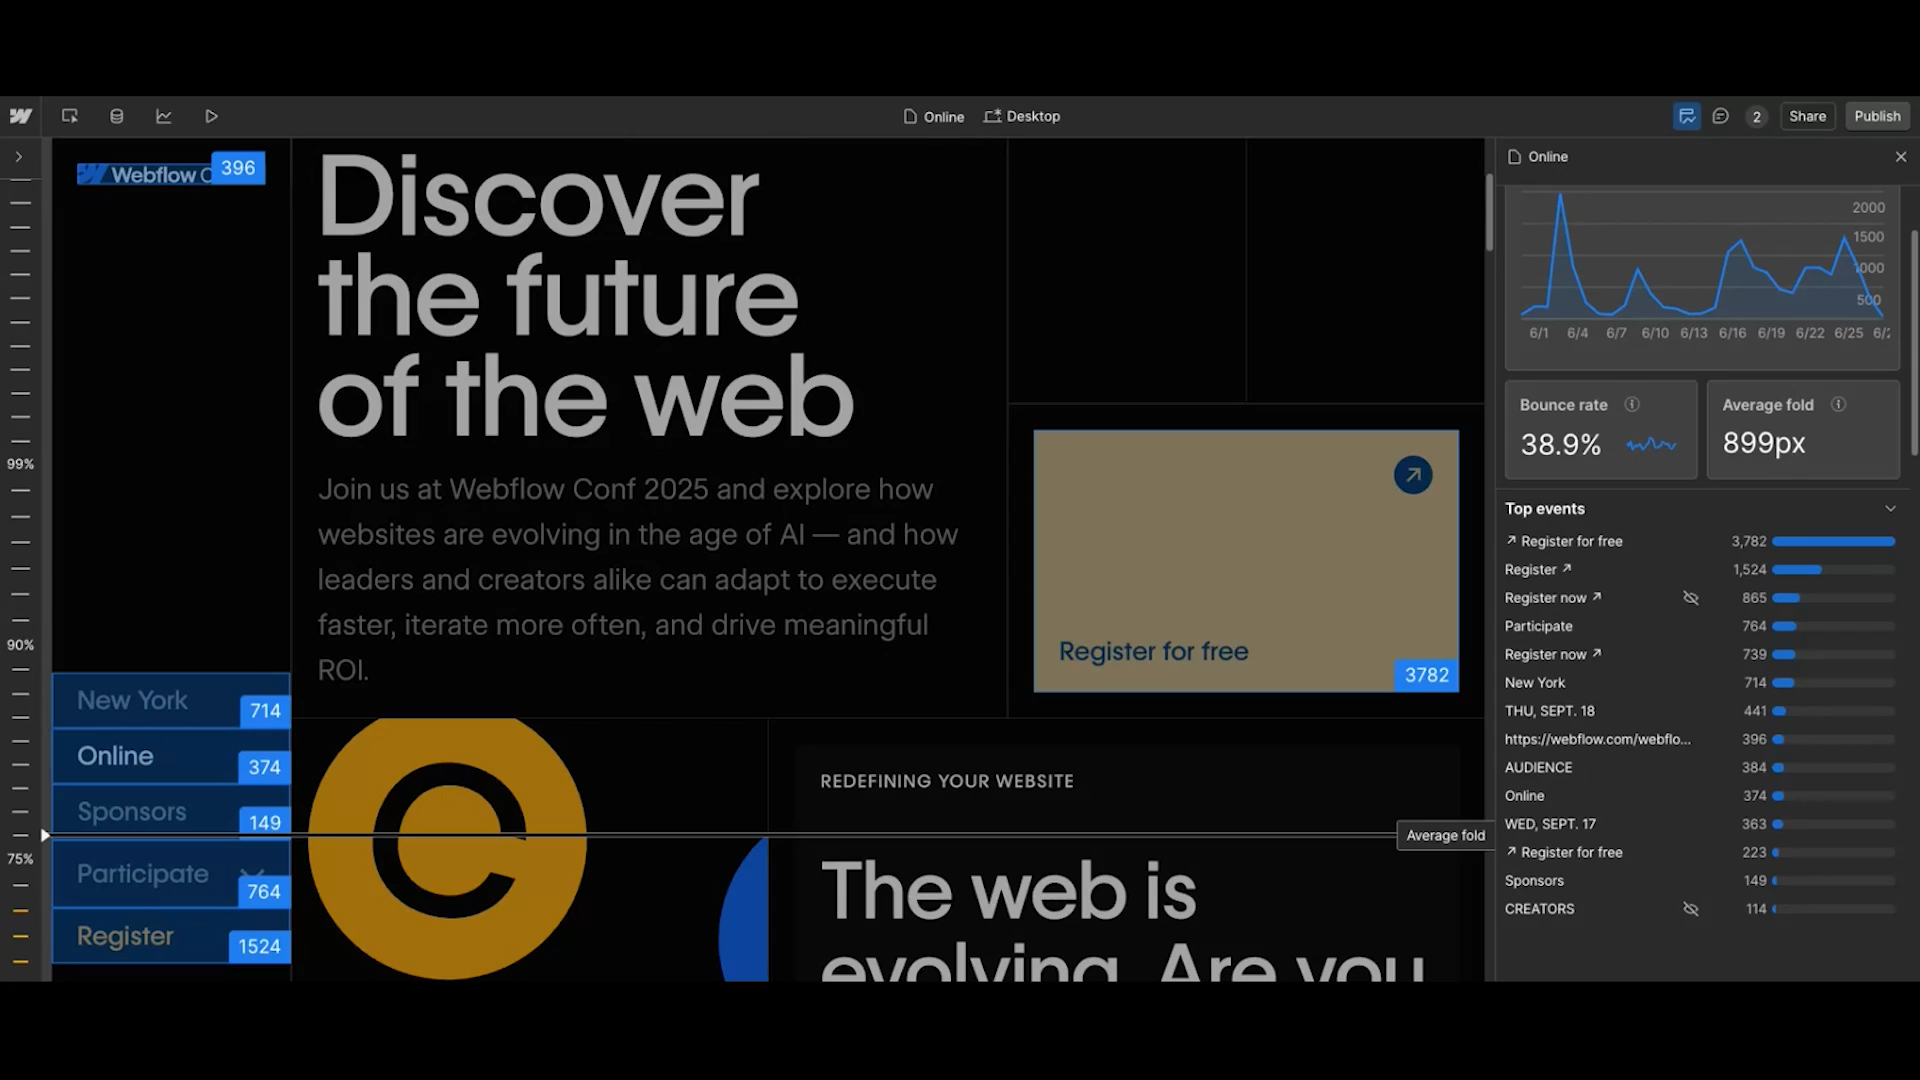 Online
Desktop
2
Share
Publish
Webflow C
396
Discover
the future
of the web
Join us at Webflow Conf 2025 and explore how
websites are evolving in the age of AI — and how
leaders and creators alike can adapt to execute
faster, iterate more often, and drive meaningful
ROI.
Register for free
3782
99%
90%
75%
New York
714
Online
374
Sponsors
149
Participate
764
Register
1524
REDEFINING YOUR WEBSITE
Average fold
The web is
evolving. Are you
Online
2000
1500
1000
500
6/1 6/4 6/7 6/10 6/13 6/16 6/19 6/22 6/25
Bounce rate
38.9%
Average fold
899px
Top events
↗ Register for free 3,782
Register ↗ 1,524
Register now ↗ 865
Participate 764
Register now ↗ 739
New York 714
THU, SEPT. 18 441
https://webflow.com/webflo... 396
AUDIENCE 384
Online 374
WED, SEPT. 17 363
↗ Register for free 223
Sponsors 149
CREATORS 114